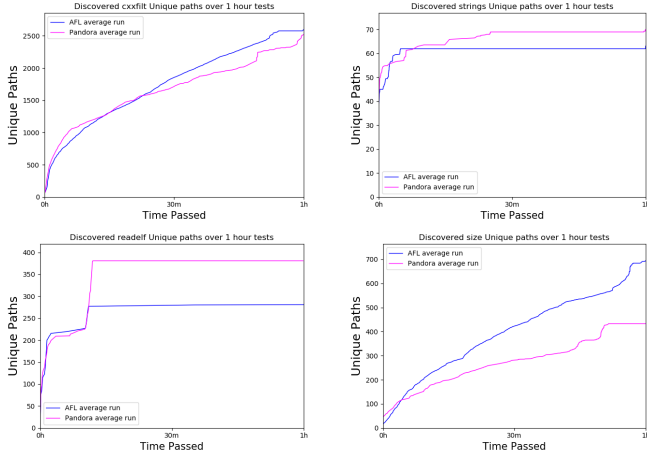 Discovered cxxfilt Unique paths over 1 hour tests
AFL average run
Pandora average run
2500
2000
1500
1000
500
0
Unique Paths
0h
30m
1h
Time Passed
Discovered strings Unique paths over 1 hour tests
70
60
50
40
30
20
10
0
Unique Paths
AFL average run
Pandora average run
0h
30m
1h
Time Passed
Discovered readelf Unique paths over 1 hour tests
400
350
300
250
200
150
100
50
0
Unique Paths
AFL average run
Pandora average run
0h
30m
1h
Time Passed
Discovered size Unique paths over 1 hour tests
AFL average run
Pandora average run
700
600
500
400
300
200
100
0
Unique Paths
0h
30m
1h
Time Passed